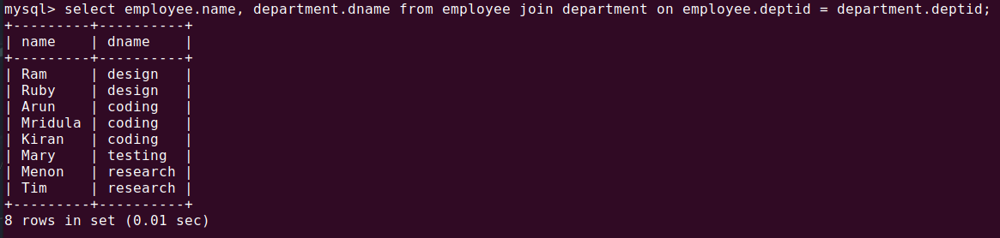 mysql> select employee.name, department.dname from employee join department on employee.deptid = department.deptid;
+---------+----------+
| name    | dname    |
+---------+----------+
| Ram     | design   |
| Ruby    | design   |
| Arun    | coding   |
| Mridula | coding   |
| Kiran   | coding   |
| Mary    | testing  |
| Menon   | research |
| Tim     | research |
+---------+----------+
8 rows in set (0.01 sec)